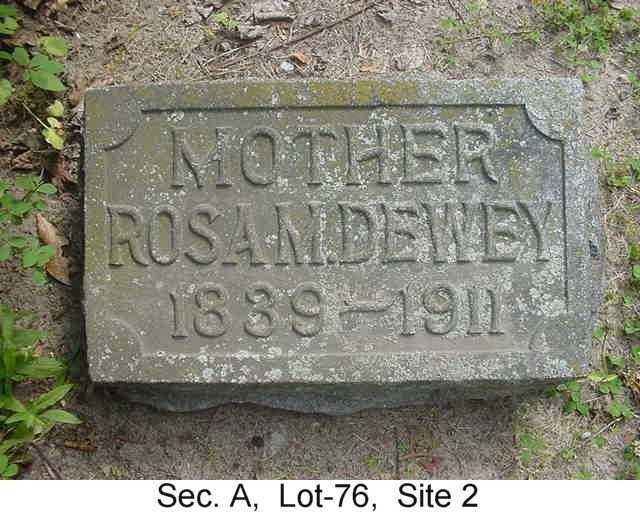 MOTHER
ROSA M. DEWEY
1839–1911
Sec. A, Lot-76, Site 2